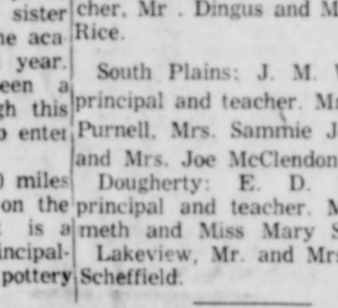 sister
he aca
year.
een a
gh this
o enter
miles
on the
is a
incipal-
pottery
cher, Mr . Dingus and M
Rice.
South Plains: J. M.
principal and teacher. M
Purnell, Mrs. Sammie J
and Mrs. Joe McClendon
Dougherty: E. D.
principal and teacher. M
meth and Miss Mary S
Lakeview, Mr. and Mrs
Scheffield.